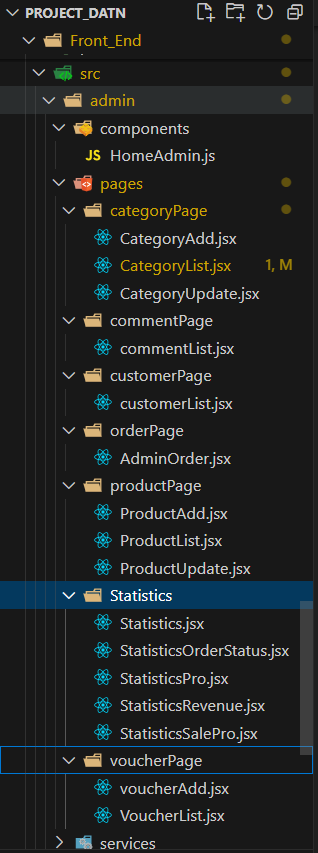 PROJECT_DATN
Front_End
src
admin
components
JS HomeAdmin.js
pages
categoryPage
CategoryAdd.jsx
CategoryList.jsx 1, M
CategoryUpdate.jsx
commentPage
commentList.jsx
customerPage
customerList.jsx
orderPage
AdminOrder.jsx
productPage
ProductAdd.jsx
ProductList.jsx
ProductUpdate.jsx
Statistics
Statistics.jsx
StatisticsOrderStatus.jsx
StatisticsPro.jsx
StatisticsRevenue.jsx
StatisticsSalePro.jsx
voucherPage
voucherAdd.jsx
VoucherList.jsx
services